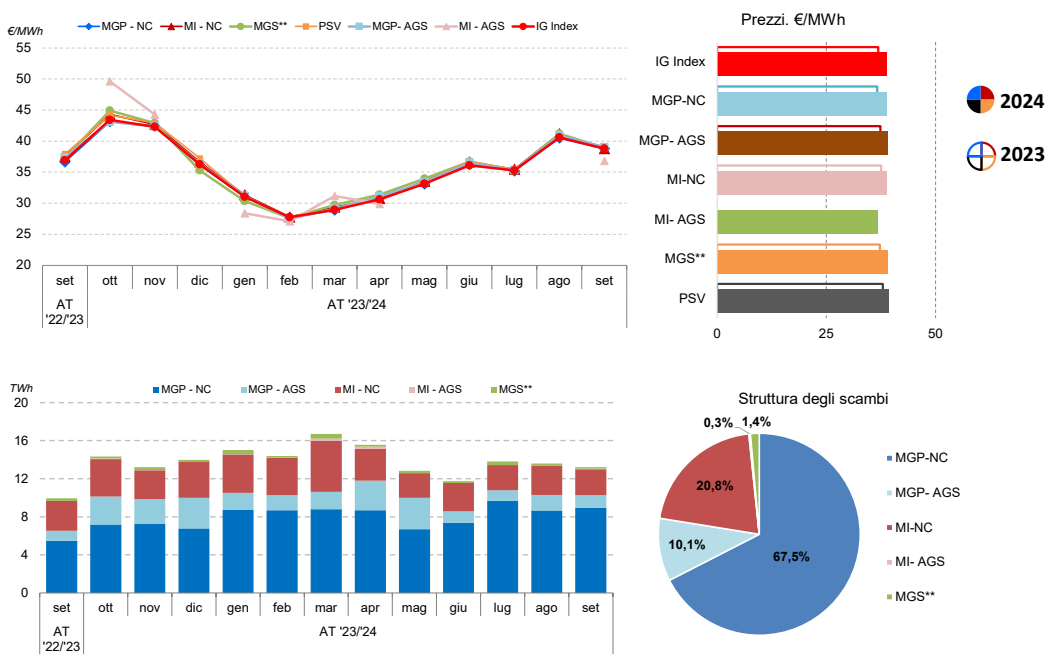 €/MWh
MGP - NC MI - NC MGS** PSV MGP- AGS MI - AGS IG Index
55
50
45
40
35
30
25
20
set ott nov dic gen feb mar apr mag giu lug ago set
AT '22/'23
AT '23/'24
Prezzi. €/MWh
IG Index
MGP-NC
MGP- AGS
MI-NC
MI- AGS
MGS**
PSV
0 25 50
2024
2023
TWh
MGP - NC MGP - AGS MI - NC MI - AGS MGS**
20
16
12
8
4
0
set ott nov dic gen feb mar apr mag giu lug ago set
AT '22/'23
AT '23/'24
Struttura degli scambi
0,3% 1,4%
20,8%
10,1%
67,5%
MGP-NC
MGP- AGS
MI-NC
MI- AGS
MGS**